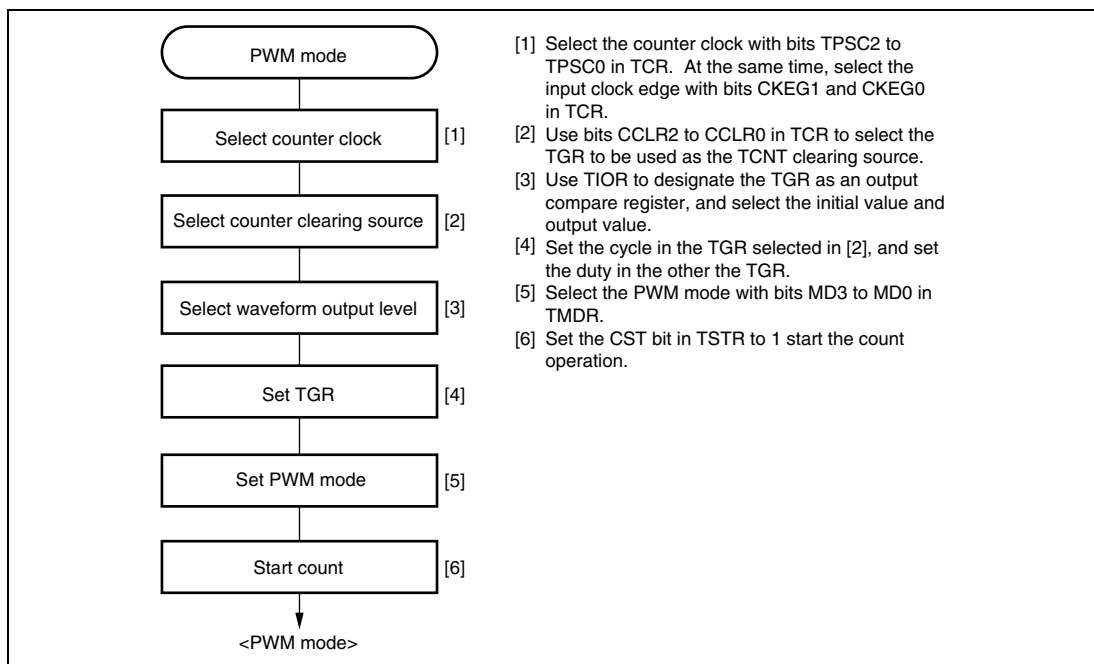 PWM mode
Select counter clock [1]
Select counter clearing source [2]
Select waveform output level [3]
Set TGR [4]
Set PWM mode [5]
Start count [6]
<PWM mode>
[1] Select the counter clock with bits TPSC2 to
TPSC0 in TCR. At the same time, select the
input clock edge with bits CKEG1 and CKEG0
in TCR.
[2] Use bits CCLR2 to CCLR0 in TCR to select the
TGR to be used as the TCNT clearing source.
[3] Use TIOR to designate the TGR as an output
compare register, and select the initial value and
output value.
[4] Set the cycle in the TGR selected in [2], and set
the duty in the other the TGR.
[5] Select the PWM mode with bits MD3 to MD0 in
TMDR.
[6] Set the CST bit in TSTR to 1 start the count
operation.